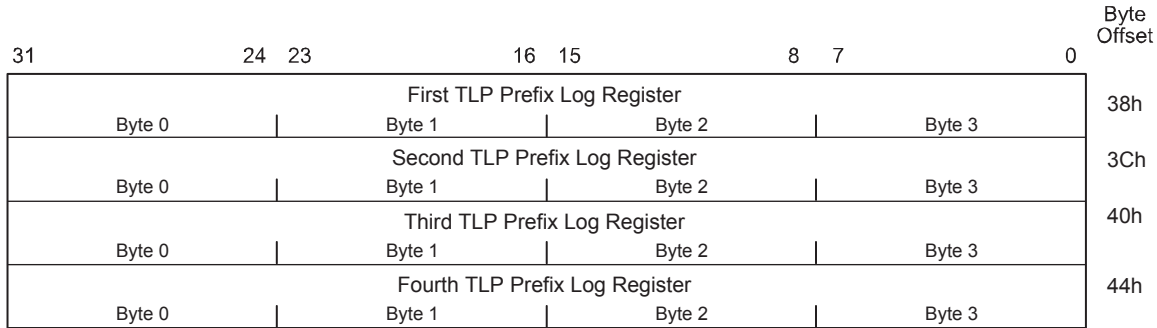 Byte
Offset
31 24 23 16 15 8 7 0
First TLP Prefix Log Register
38h
Byte 0 Byte 1 Byte 2 Byte 3
Second TLP Prefix Log Register
3Ch
Byte 0 Byte 1 Byte 2 Byte 3
Third TLP Prefix Log Register
40h
Byte 0 Byte 1 Byte 2 Byte 3
Fourth TLP Prefix Log Register
44h
Byte 0 Byte 1 Byte 2 Byte 3